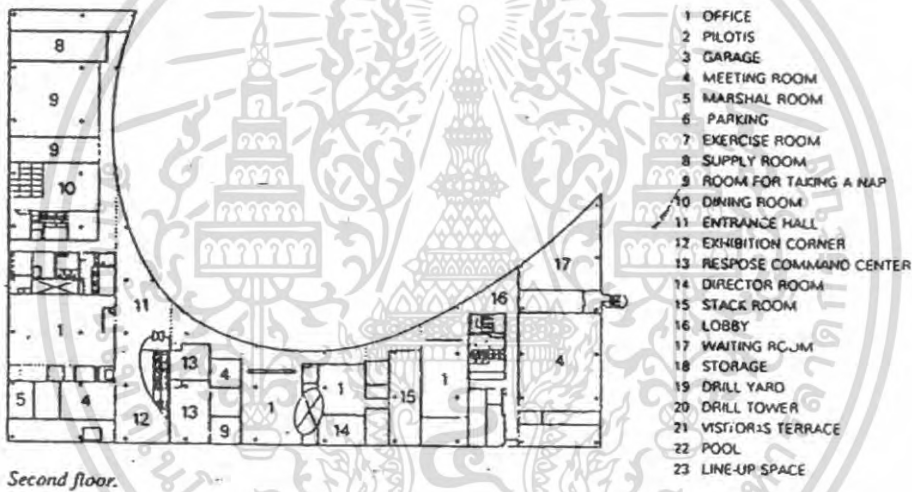 8
9
9
10
11
1
5
4
12
13
13
4
9
1
1
14
15
1
16
17
4
Second floor.
1 OFFICE
2 PILOTIS
3 GARAGE
4 MEETING ROOM
5 MARSHAL ROOM
6 PARKING
7 EXERCISE ROOM
8 SUPPLY ROOM
9 ROOM FOR TAKING A NAP
10 DINING ROOM
11 ENTRANCE HALL
12 EXHIBITION CORNER
13 RESPOSE COMMAND CENTER
14 DIRECTOR ROOM
15 STACK ROOM
16 LOBBY
17 WAITING ROOM
18 STORAGE
19 DRILL YARD
20 DRILL TOWER
21 VISITORS TERRACE
22 POOL
23 LINE-UP SPACE